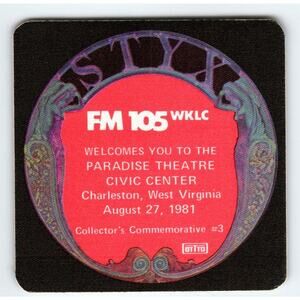 STYX
FM 105 WKLC
WELCOMES YOU TO THE
PARADISE THEATRE
CIVIC CENTER
Charleston, West Virginia
August 27, 1981
Collector's Commemorative #3
OTTO